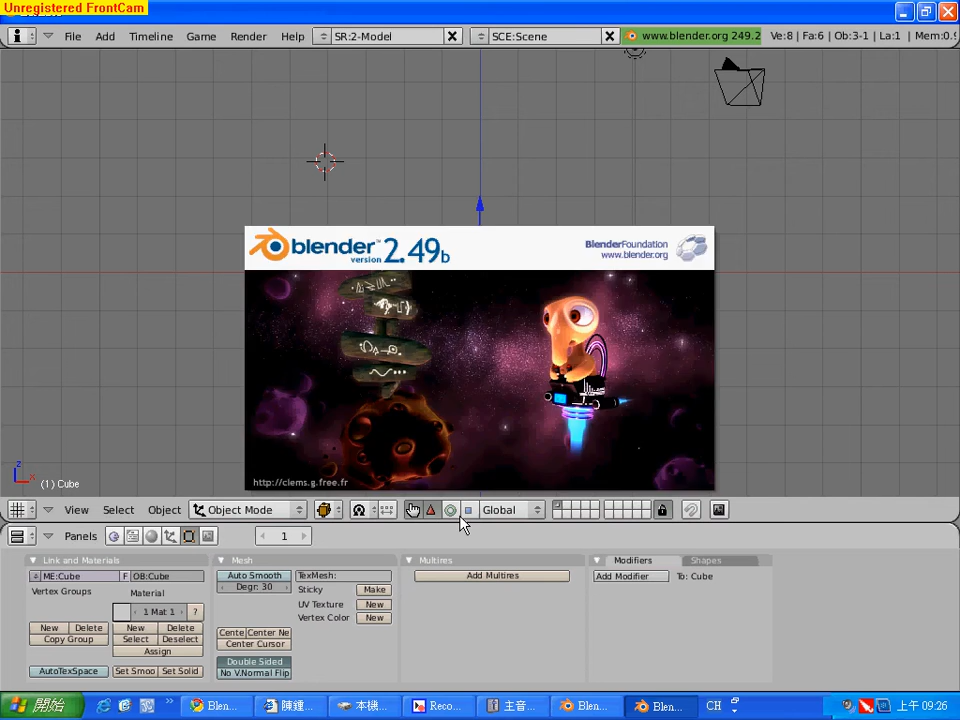 Unregistered FrontCam
File Add Timeline Game Render Help SR:2-Model SCE:Scene www.blender.org 249.2 Ve:8 | Fa:6 | Ob:3-1 | La:1 | Mem:0.
blender
version 2.49b
BlenderFoundation
www.blender.org
http://clems.g.free.fr
z
x
(1) Cube
View Select Object Object Mode Global
Panels 1
Link and Materials
ME:Cube F OB:Cube
Vertex Groups
Material
1 Mat 1 ?
New Delete New Delete
Copy Group Select Deselect
Assign
AutoTexSpace Set Smoo Set Solid
Mesh
Auto Smooth TexMesh:
Degr: 30 Sticky Make
UV Texture New
Vertex Color New
Cente Center Ne
Center Cursor
Double Sided
No V.Normal Flip
Multires
Add Multires
Modifiers Shapes
Add Modifier To: Cube
開始 Blen... 陳鍾... 本機... Reco... 主音... Blen... Blen... CH 上午 09:26